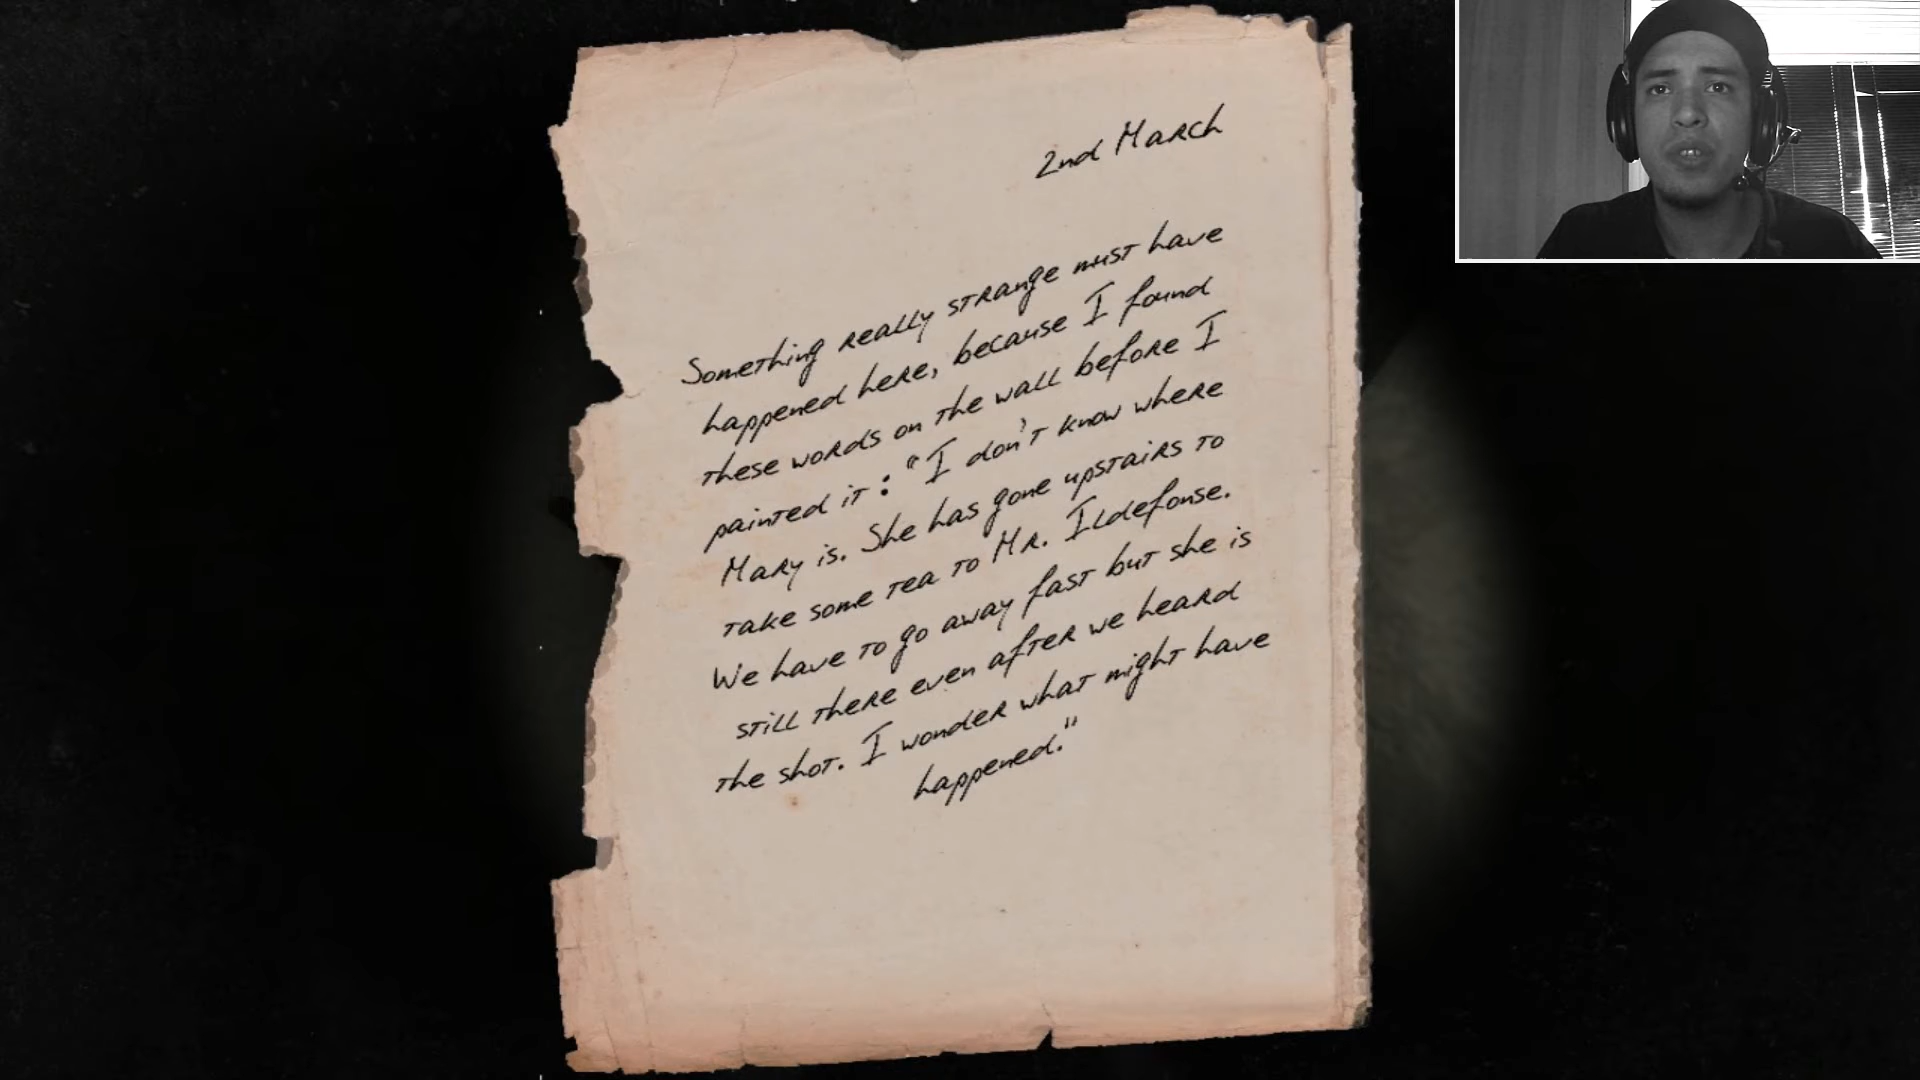 2nd March
Something really strange must have
happened here, because I found
these words on the wall before I
painted it: "I don't know where
Mary is. She has gone upstairs to
take some tea to Mr. Ildefonse.
We have to go away fast but she is
still there even after we heard
the shot. I wonder what might have
happened."